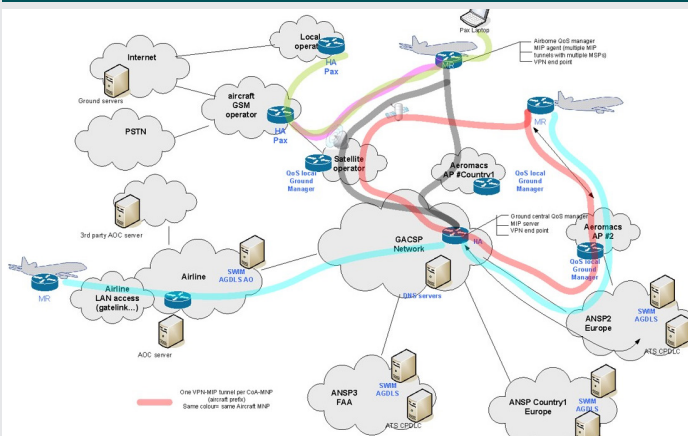 Pax Laptop
Local
operator
HA
Pax
Internet
Ground servers
aircraft
GSM
operator
HA
Pax
PSTN
MR
Airborne QoS manager
MIP agent (multiple MIP
tunnels with multiple MSPs)
VPN end point
MR
QoS local
Ground
Manager
Satellite
operator
Aeromacs
AP #Country1
QoS local
Ground
Manager
Aeromacs
AP #2
QoS local
Ground
Manager
3rd party AOC server
GACSP
Network
HA
Ground central QoS manager
MIP server
VPN end point
DNS servers
MR
Airline
LAN access
(gatelink...)
Airline
SWIM
AGDLS AO
AOC server
ANSP2
Europe
SWIM
AGDLS
ATS CPDLC
One VPN-MIP tunnel per CoA-MNP
(aircraft prefix)
Same colour= same Aircraft MNP
ANSP3
FAA
SWIM
AGDLS
ATS CPDLC
ANSP Country1
Europe
SWIM
AGDLS